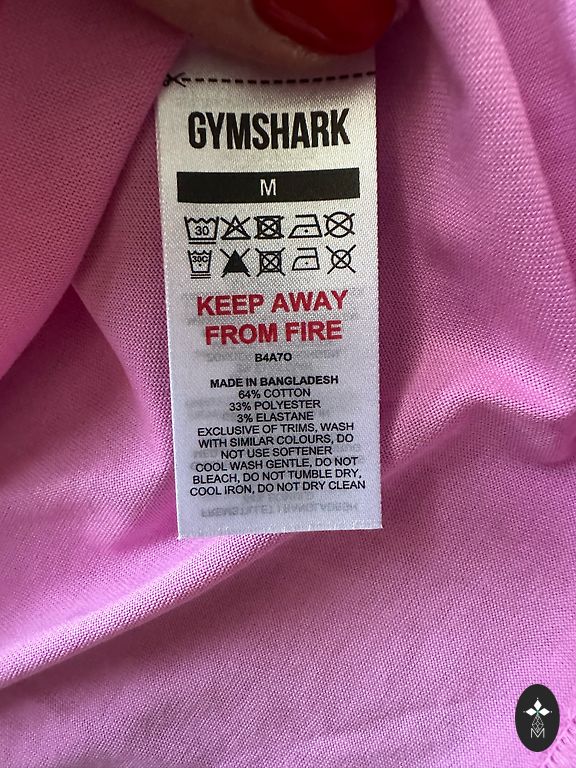 GYMSHARK
M
30
30C
KEEP AWAY
FROM FIRE
B4A7O
MADE IN BANGLADESH
64% COTTON
33% POLYESTER
3% ELASTANE
EXCLUSIVE OF TRIMS, WASH
WITH SIMILAR COLOURS, DO
NOT USE SOFTENER
COOL WASH GENTLE, DO NOT
BLEACH, DO NOT TUMBLE DRY,
COOL IRON, DO NOT DRY CLEAN
M